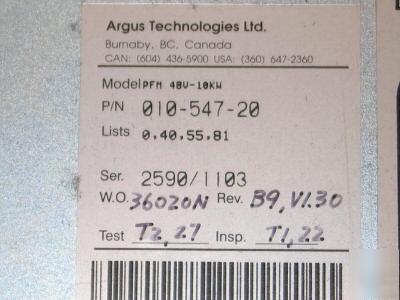 Argus Technologies Ltd.
Burnaby, BC, Canada
CAN: (604) 436-5900 USA: (360) 647-2360
Model PFM 48V-10KW
P/N 010-547-20
Lists 0,40,55,81
Ser. 2590/1103
W.O. 36020N Rev. B9, V1.30
Test T2, 27 Insp. T1, 22